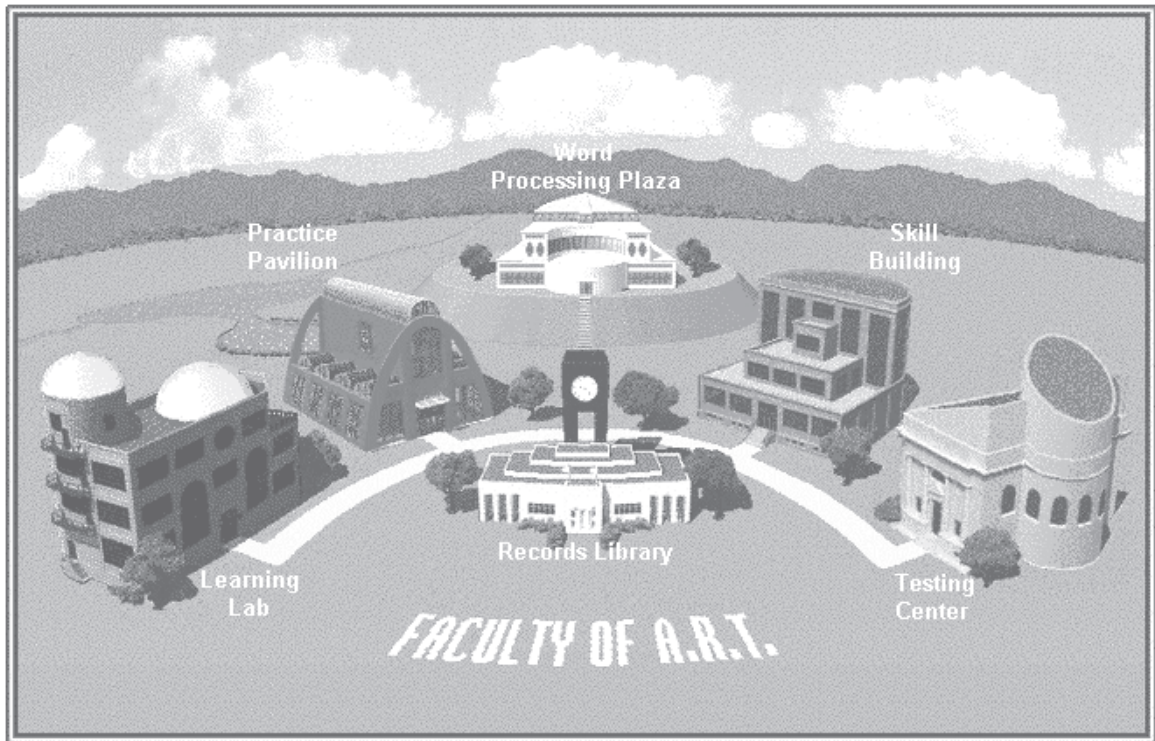 Word
Processing Plaza
Practice
Pavilion
Skill
Building
Records Library
Learning
Lab
Testing
Center
FACULTY OF A.R.T.